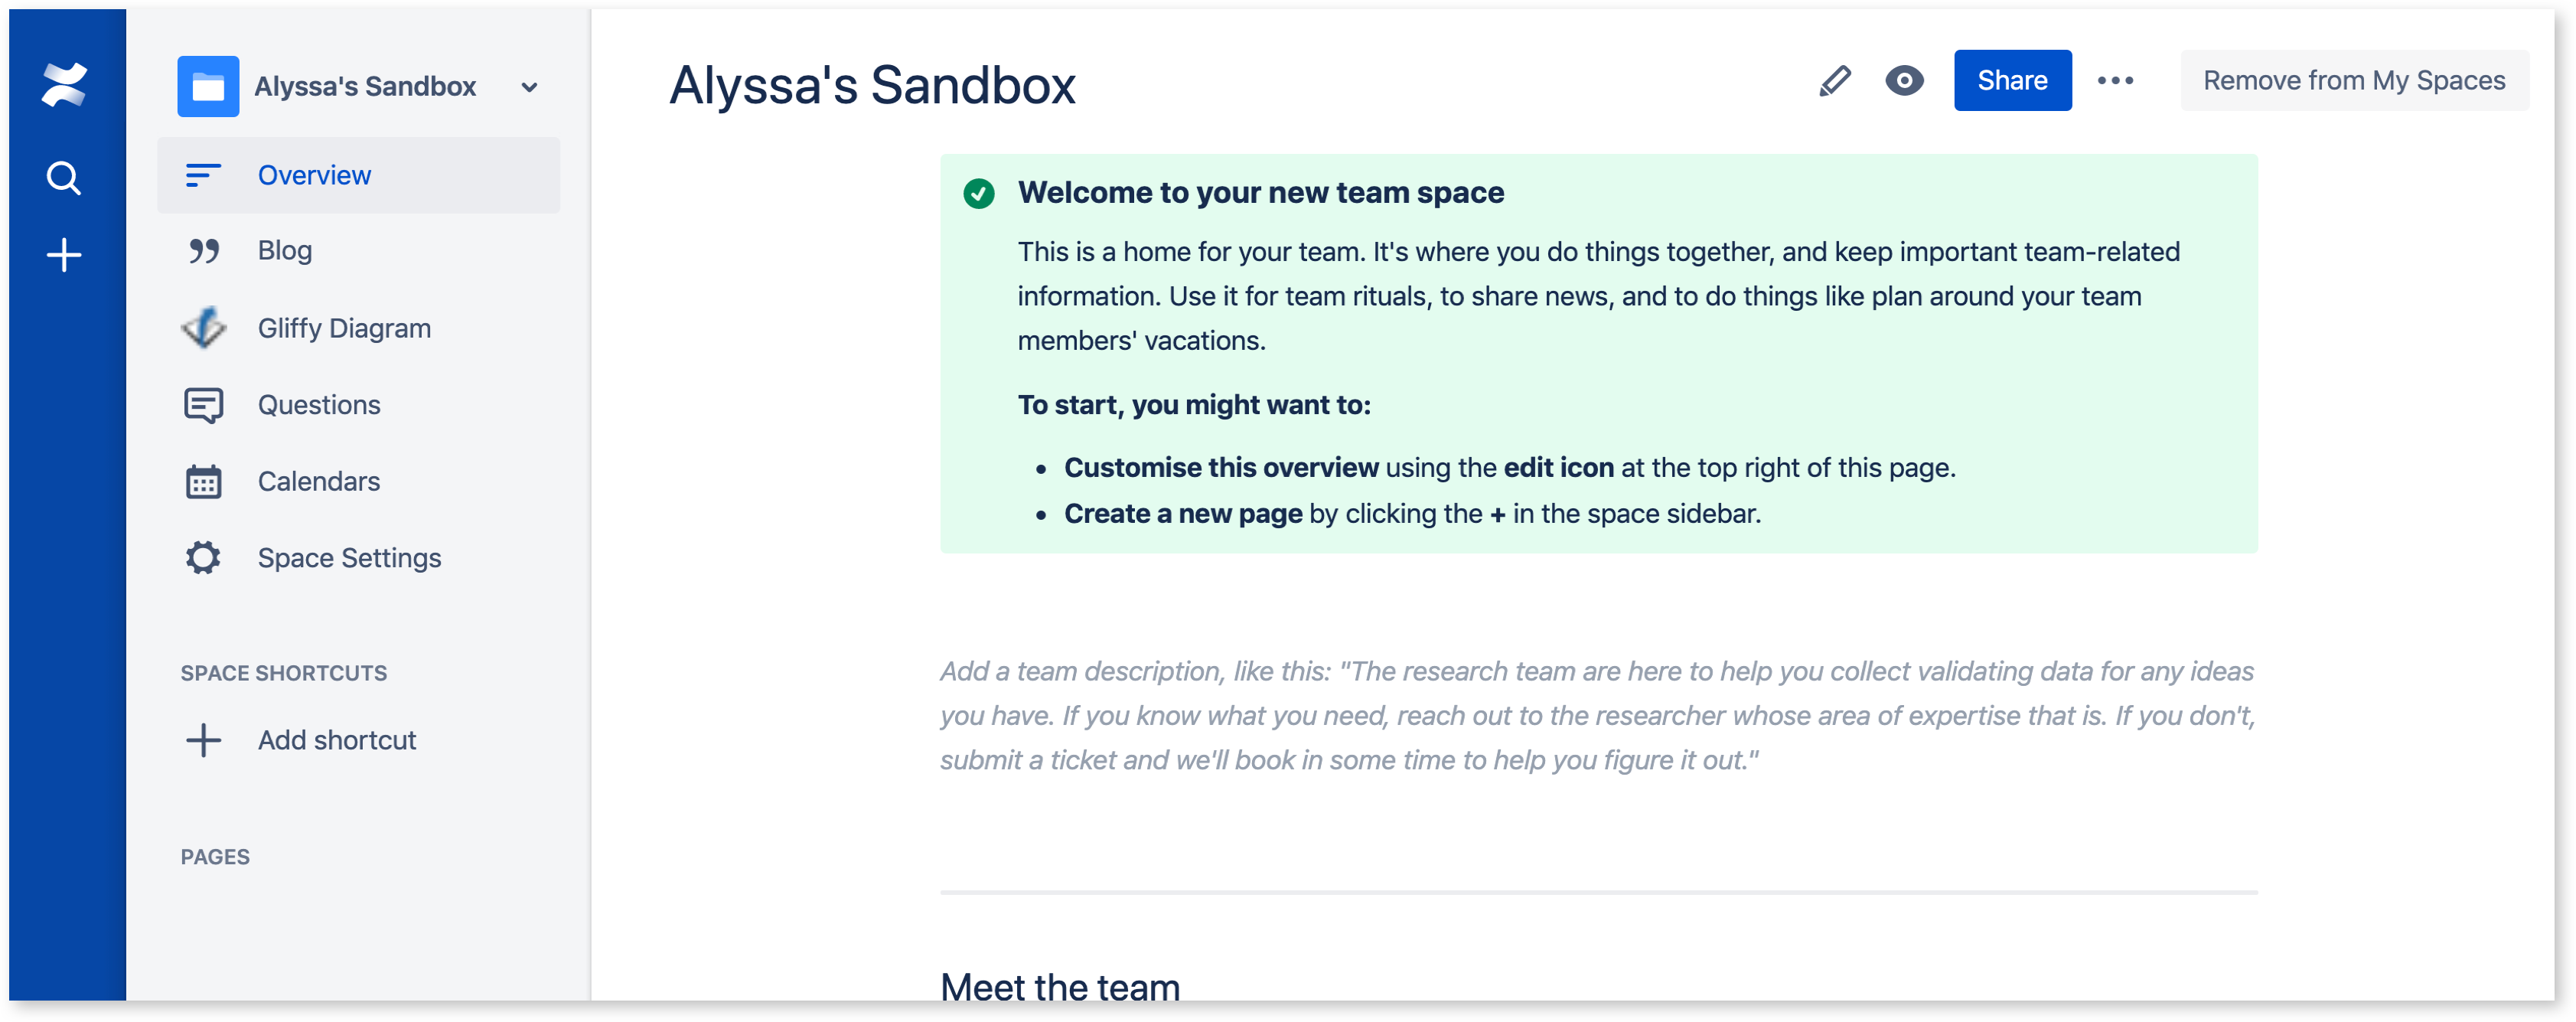 Alyssa's Sandbox
Overview
Blog
Gliffy Diagram
Questions
Calendars
Space Settings
SPACE SHORTCUTS
Add shortcut
PAGES
Alyssa's Sandbox
Share
Remove from My Spaces
Welcome to your new team space
This is a home for your team. It's where you do things together, and keep important team-related
information. Use it for team rituals, to share news, and to do things like plan around your team
members' vacations.
To start, you might want to:
• Customise this overview using the edit icon at the top right of this page.
• Create a new page by clicking the + in the space sidebar.
Add a team description, like this: "The research team are here to help you collect validating data for any ideas
you have. If you know what you need, reach out to the researcher whose area of expertise that is. If you don't,
submit a ticket and we'll book in some time to help you figure it out."
Meet the team